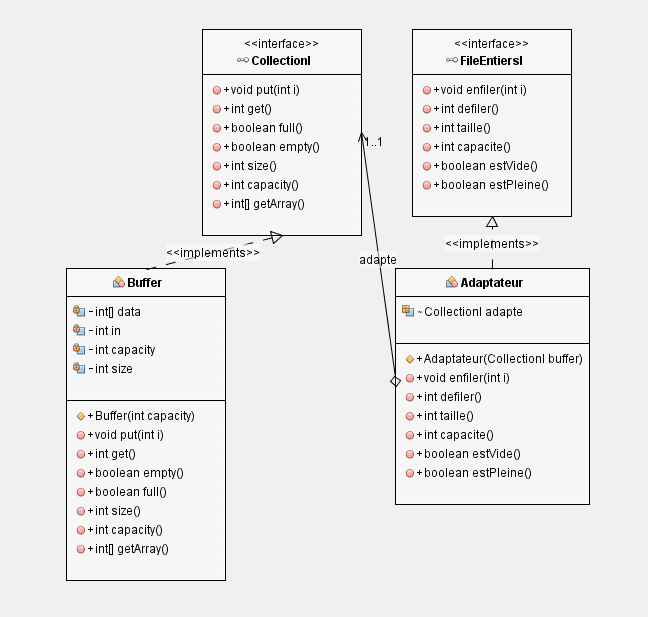 <<interface>>
CollectionI
+void put(int i)
+int get()
+boolean full()
+boolean empty()
+int size()
+int capacity()
+int[] getArray()
<<interface>>
FileEntiersI
+void enfiler(int i)
+int defiler()
+int taille()
+int capacite()
+boolean estVide()
+boolean estPleine()
1..1
adapte
<<implements>>
<<implements>>
Buffer
-int[] data
-int in
-int capacity
-int size
+Buffer(int capacity)
+void put(int i)
+int get()
+boolean empty()
+boolean full()
+int size()
+int capacity()
+int[] getArray()
Adaptateur
~CollectionI adapte
+Adaptateur(CollectionI buffer)
+void enfiler(int i)
+int defiler()
+int taille()
+int capacite()
+boolean estVide()
+boolean estPleine()